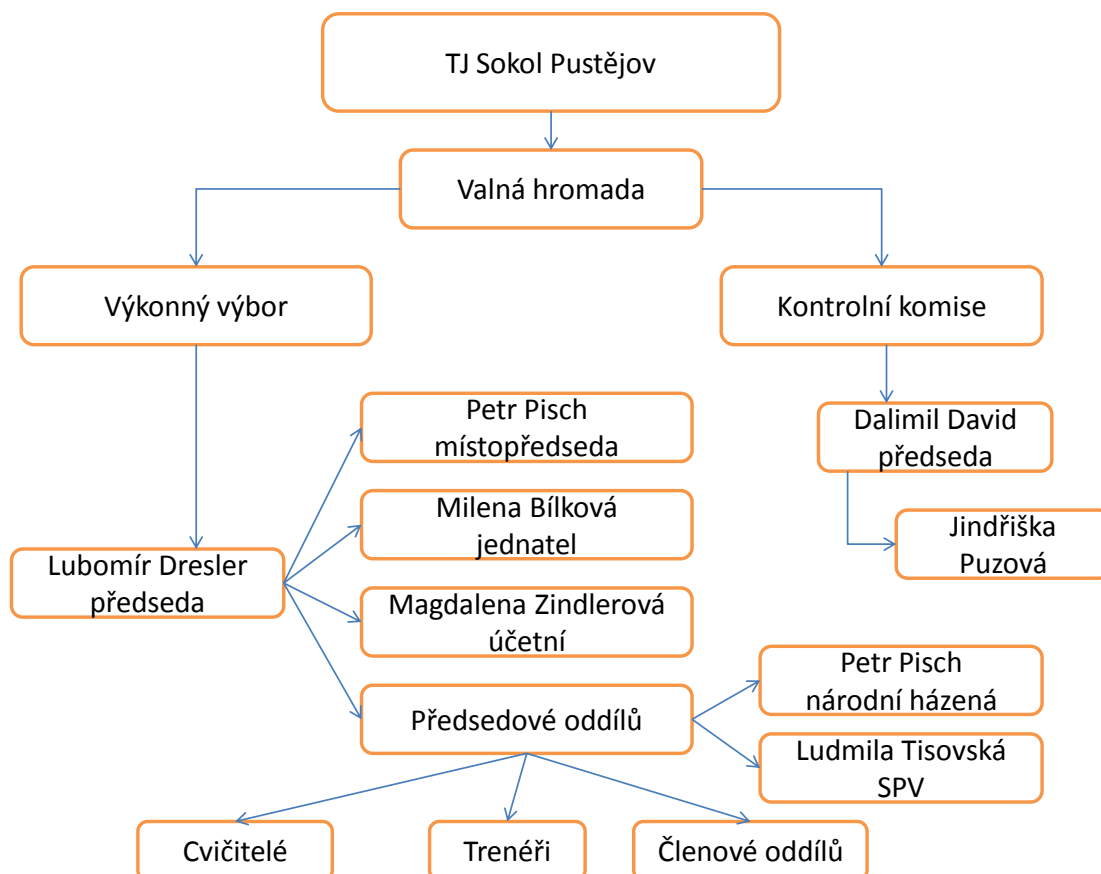 TJ Sokol Pustějov
Valná hromada
Výkonný výbor
Kontrolní komise
Petr Pisch
místopředseda
Dalimil David
předseda
Milena Bílková
jednatel
Jindřiška
Puzová
Lubomír Dresler
předseda
Magdalena Zindlerová
účetní
Petr Pisch
národní házená
Předsedové oddílů
Ludmila Tisovská
SPV
Cvičitelé
Trenéři
Členové oddílů